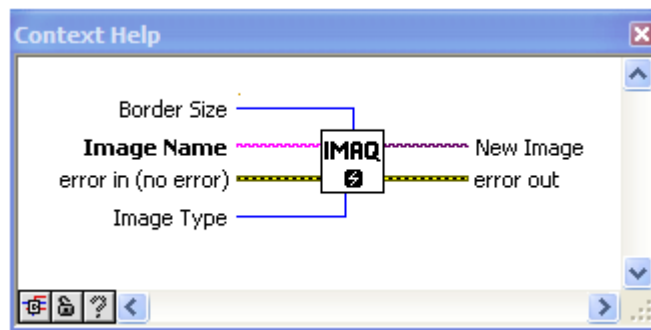 Context Help
Border Size
Image Name IMAQ New Image
error in (no error) error out
Image Type
?